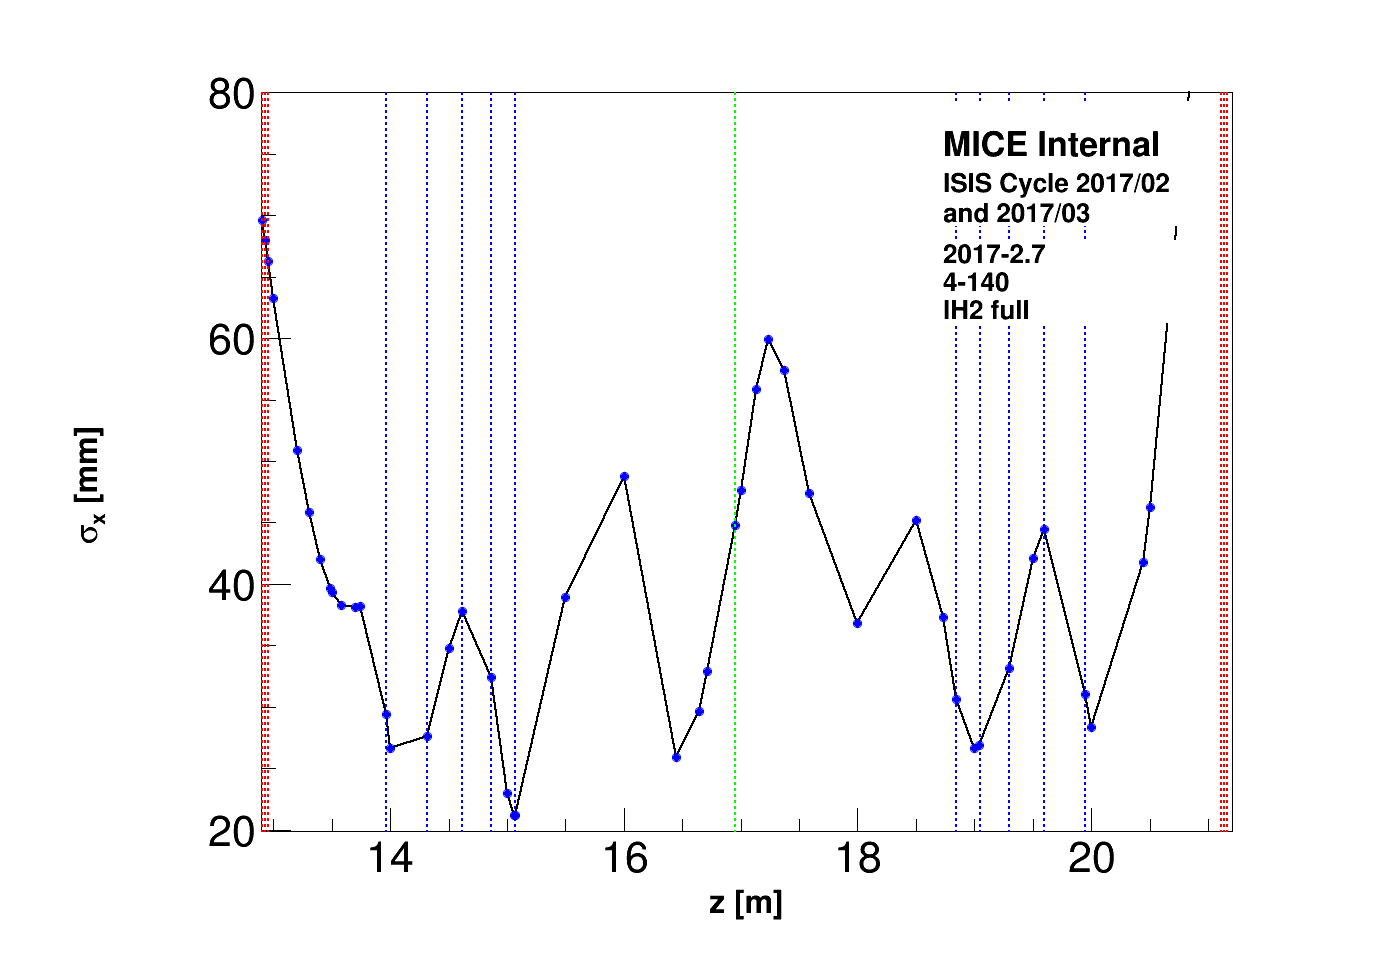 80
60
40
20
σx [mm]
MICE Internal
ISIS Cycle 2017/02
and 2017/03
2017-2.7
4-140
IH2 full
14 16 18 20
z [m]